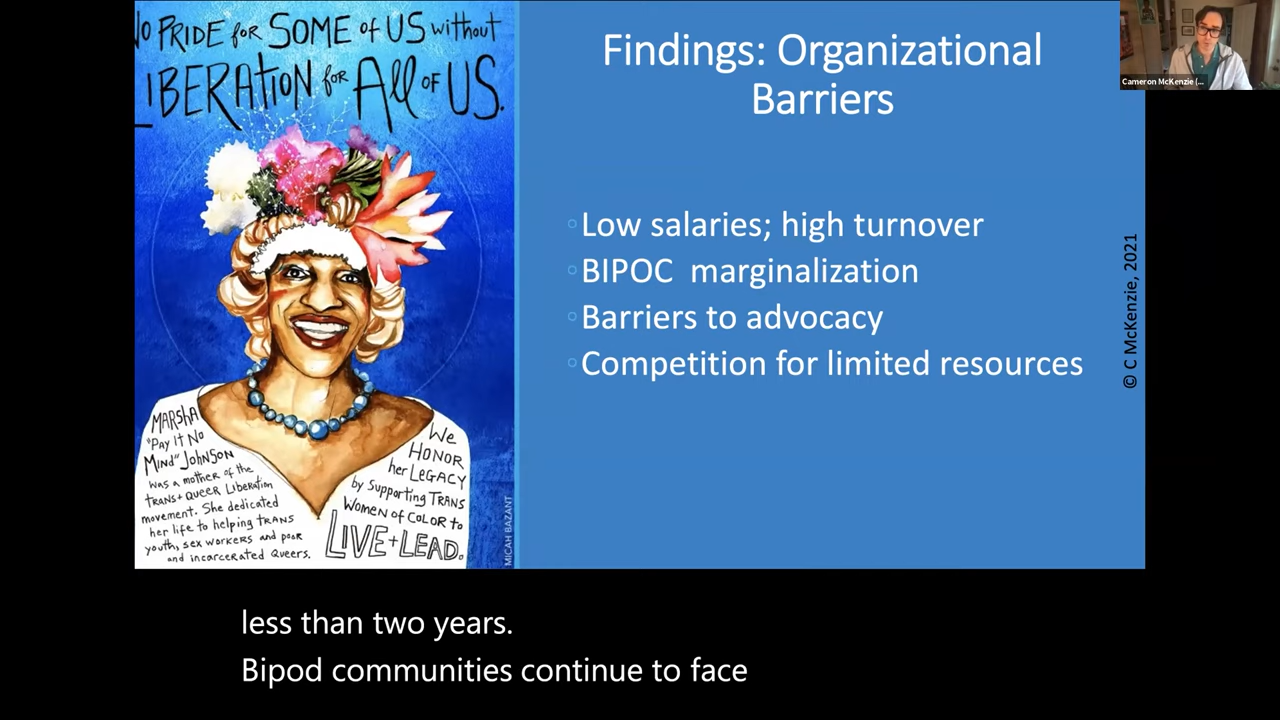 NO PRIDE for SOME of US without
LIBERATION for All of US.
MARSHA
"PAY IT NO
MIND" JOHNSON
was a mother of the
TRANS + QUEER LIBERATION
movement. She dedicated
her life to helping TRANS
youth, sex workers and poor
and incarcerated Queers.
We
HONOR
her LEGACY
by Supporting TRANS
Women of COLOR to
LIVE + LEAD.
MICAH BAZANT
Findings: Organizational
Barriers
Low salaries; high turnover
BIPOC  marginalization
Barriers to advocacy
Competition for limited resources
© C McKenzie, 2021
Cameron McKenzie (...
less than two years.
Bipod communities continue to face